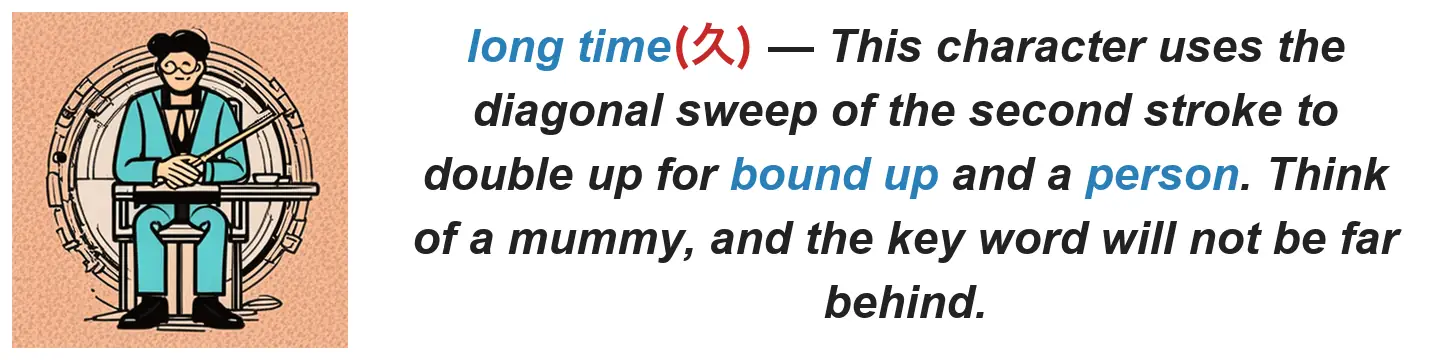 long time(久) — This character uses the
diagonal sweep of the second stroke to
double up for bound up and a person. Think
of a mummy, and the key word will not be far
behind.